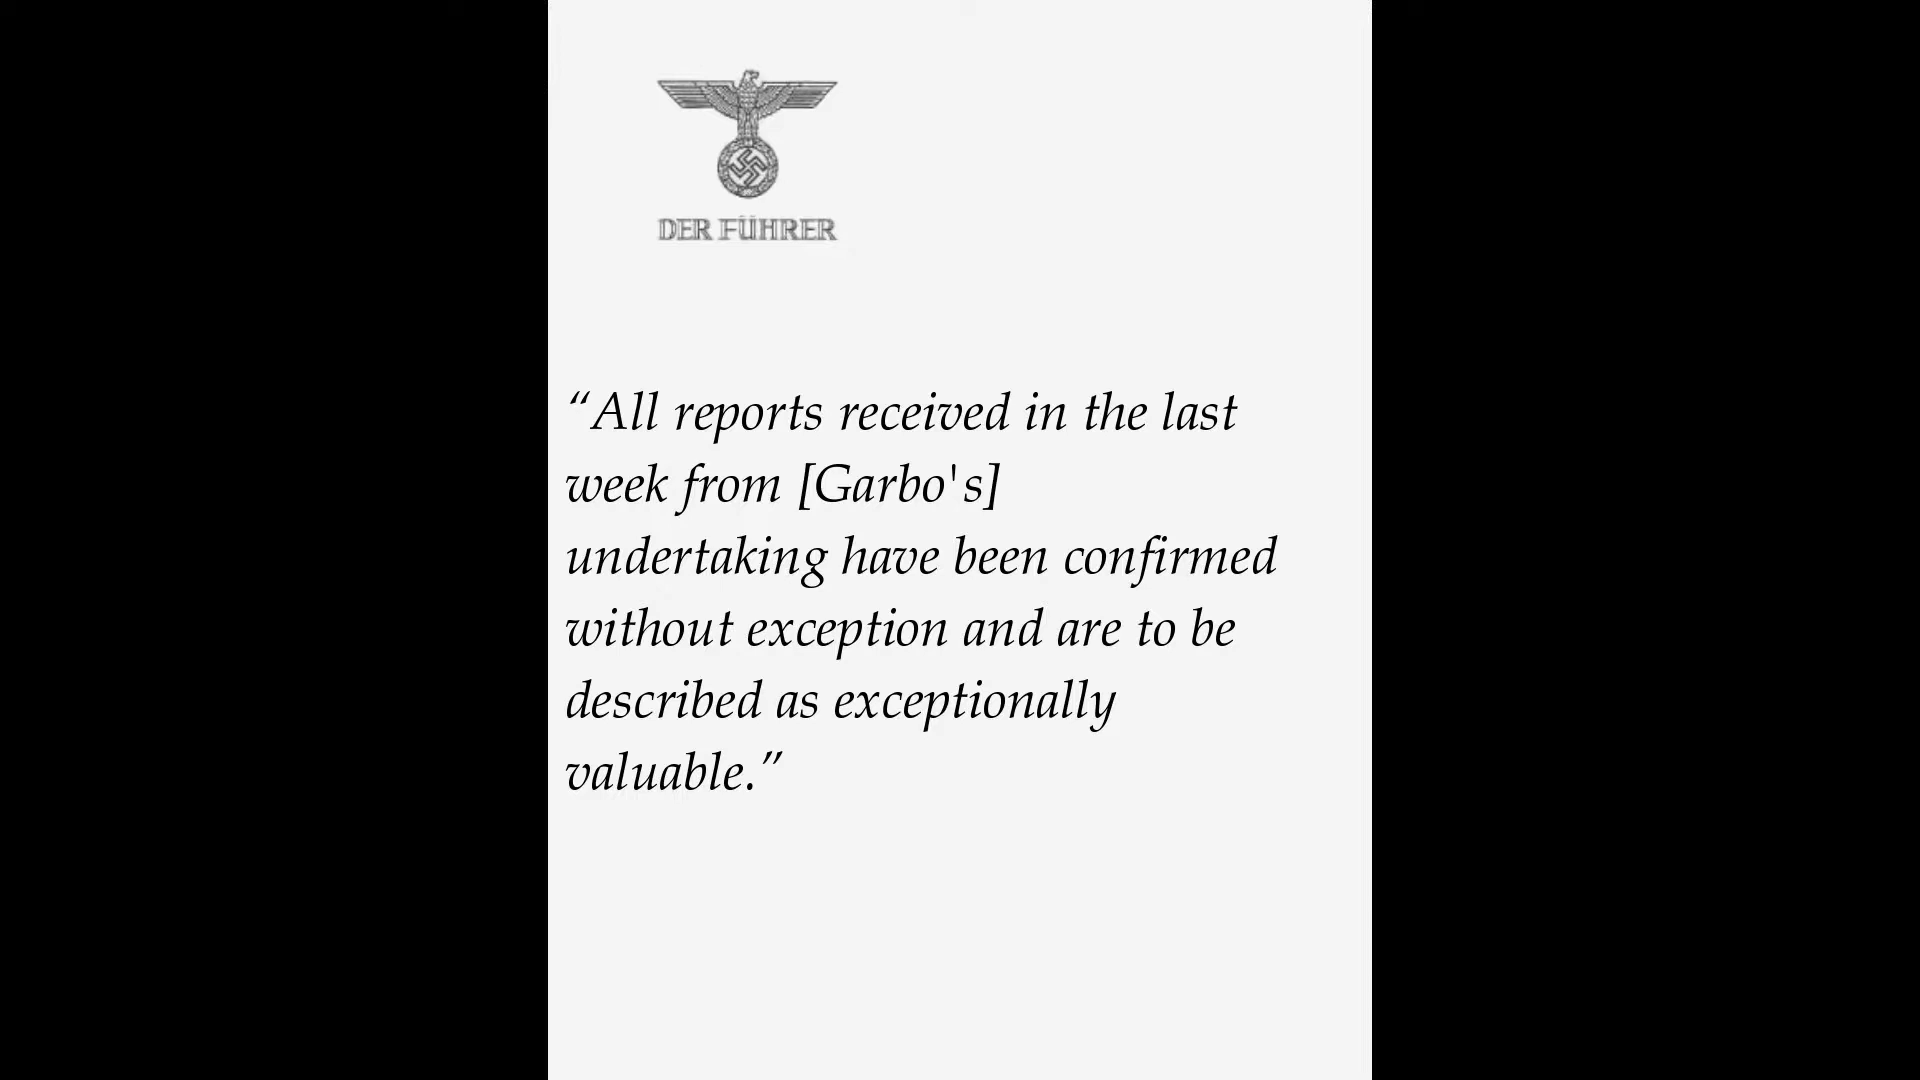 DER FÜHRER
“All reports received in the last
week from [Garbo's]
undertaking have been confirmed
without exception and are to be
described as exceptionally
valuable.”